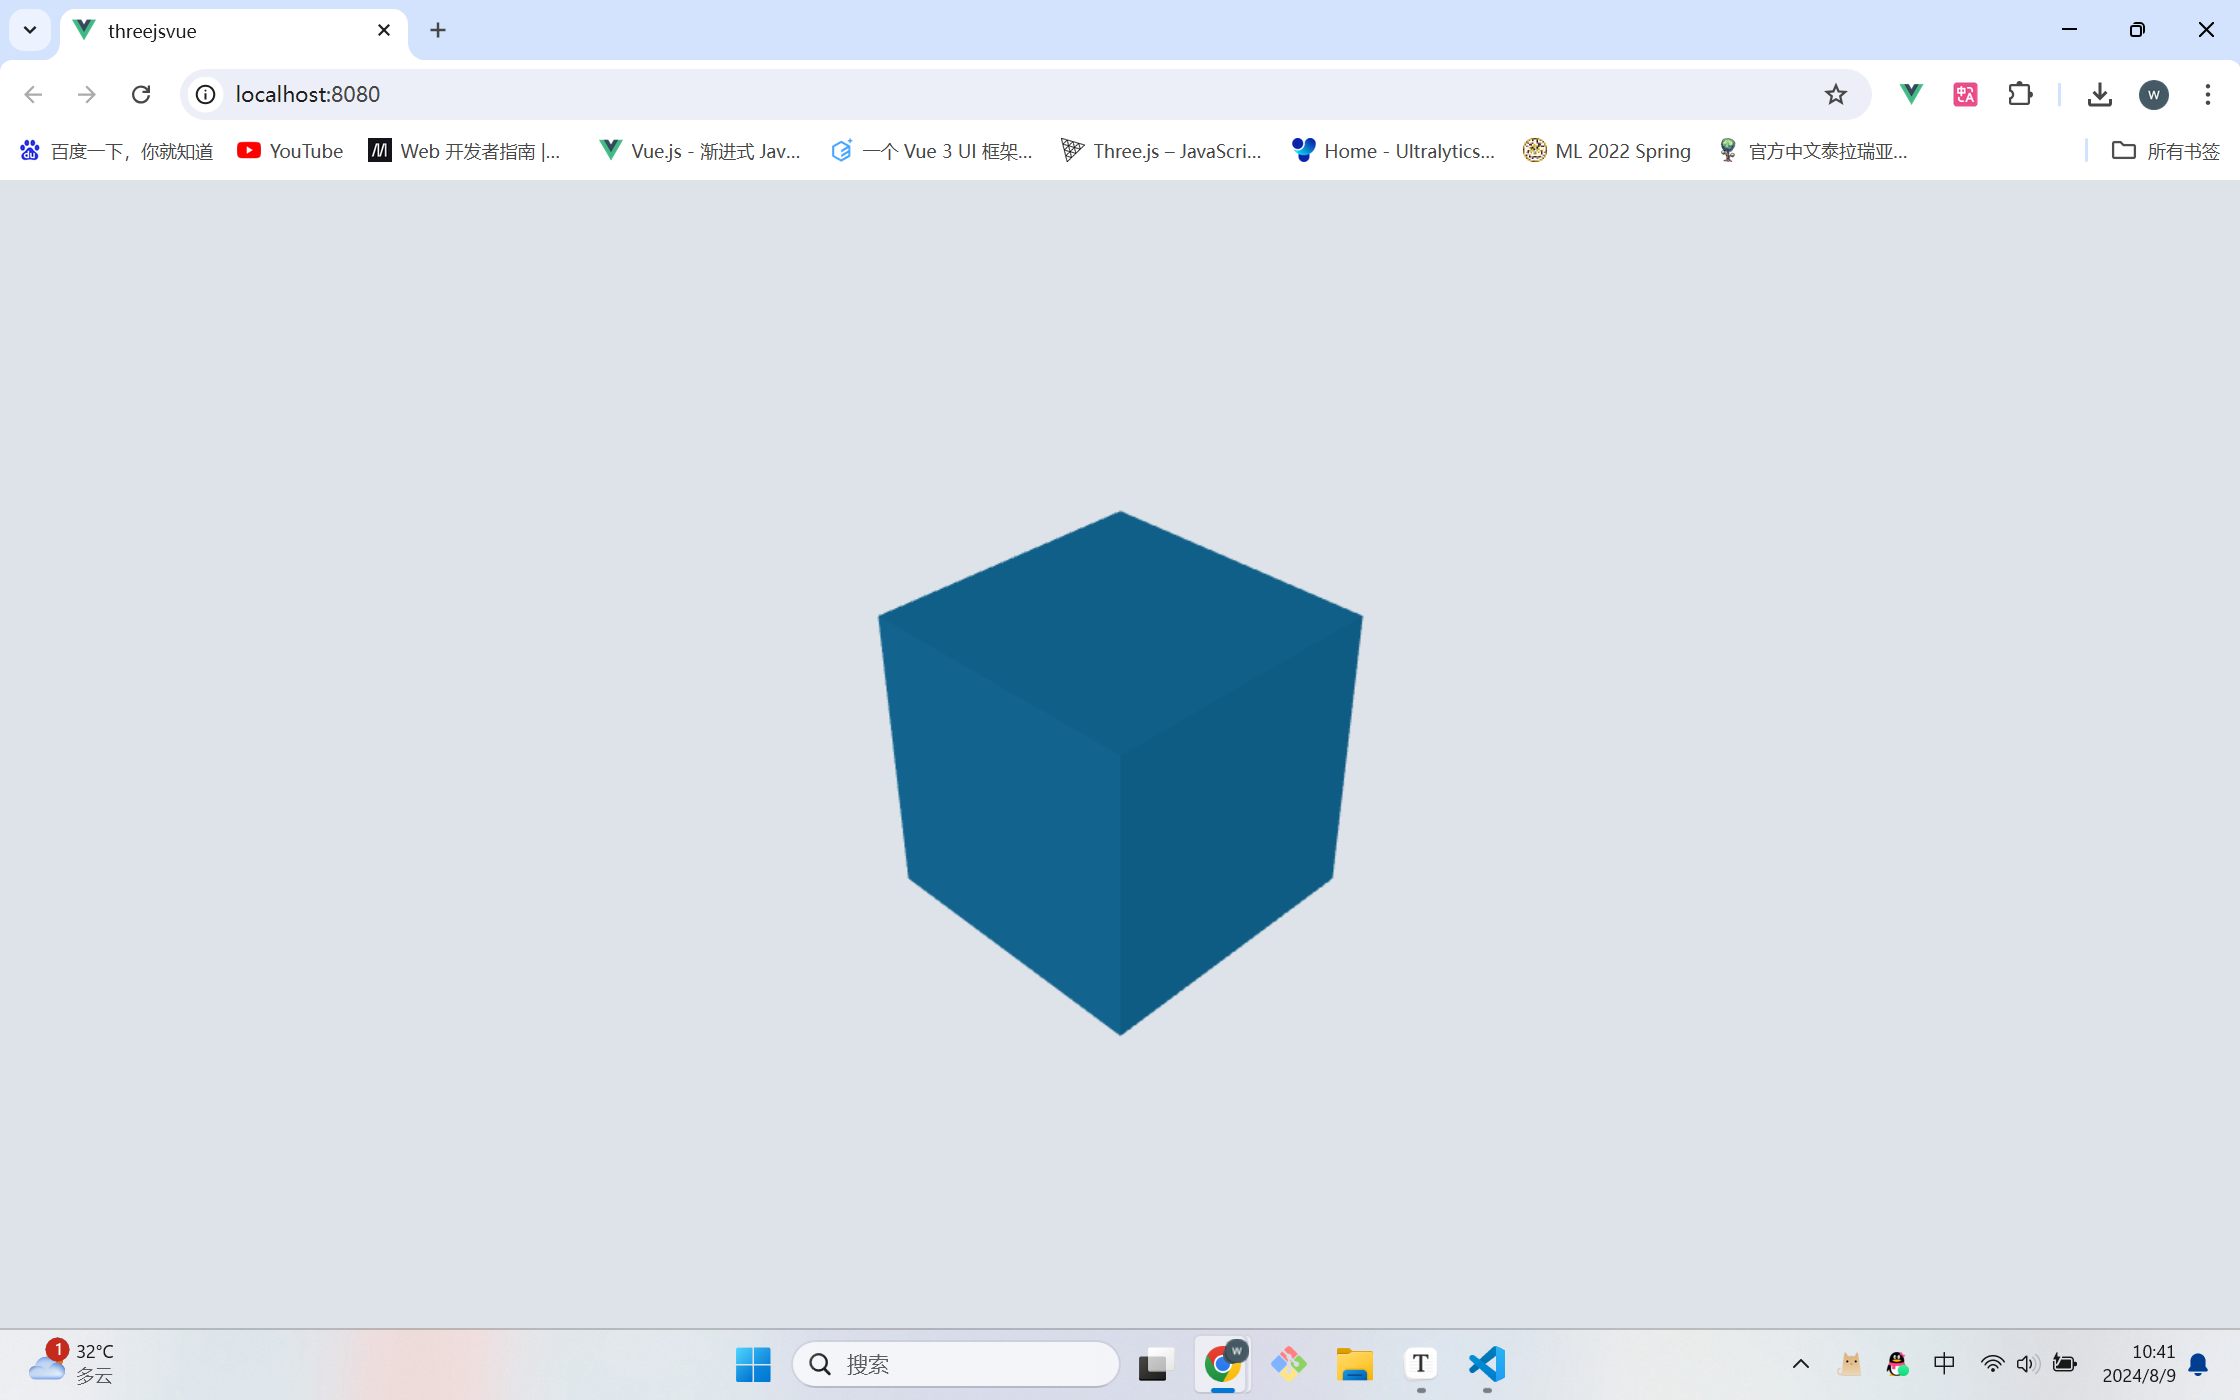 threejsvue
localhost:8080
W
百度一下，你就知道 YouTube Web 开发者指南 |... Vue.js - 渐进式 Jav... 一个 Vue 3 UI 框架... Three.js – JavaScri... Home - Ultralytics... ML 2022 Spring 官方中文泰拉瑞亚... 所有书签
1
32°C
多云
搜索
W
T
中
10:41
2024/8/9